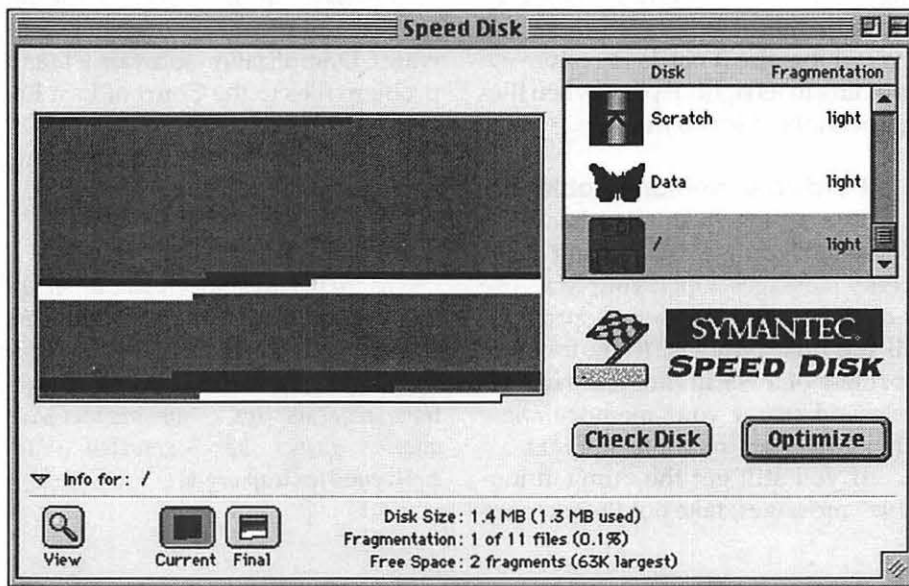 Speed Disk
Disk Fragmentation
Scratch light
Data light
/ light
SYMANTEC.
SPEED DISK
Check Disk Optimize
Info for: /
View Current Final
Disk Size: 1.4 MB (1.3 MB used)
Fragmentation: 1 of 11 files (0.1%)
Free Space: 2 fragments (63K largest)